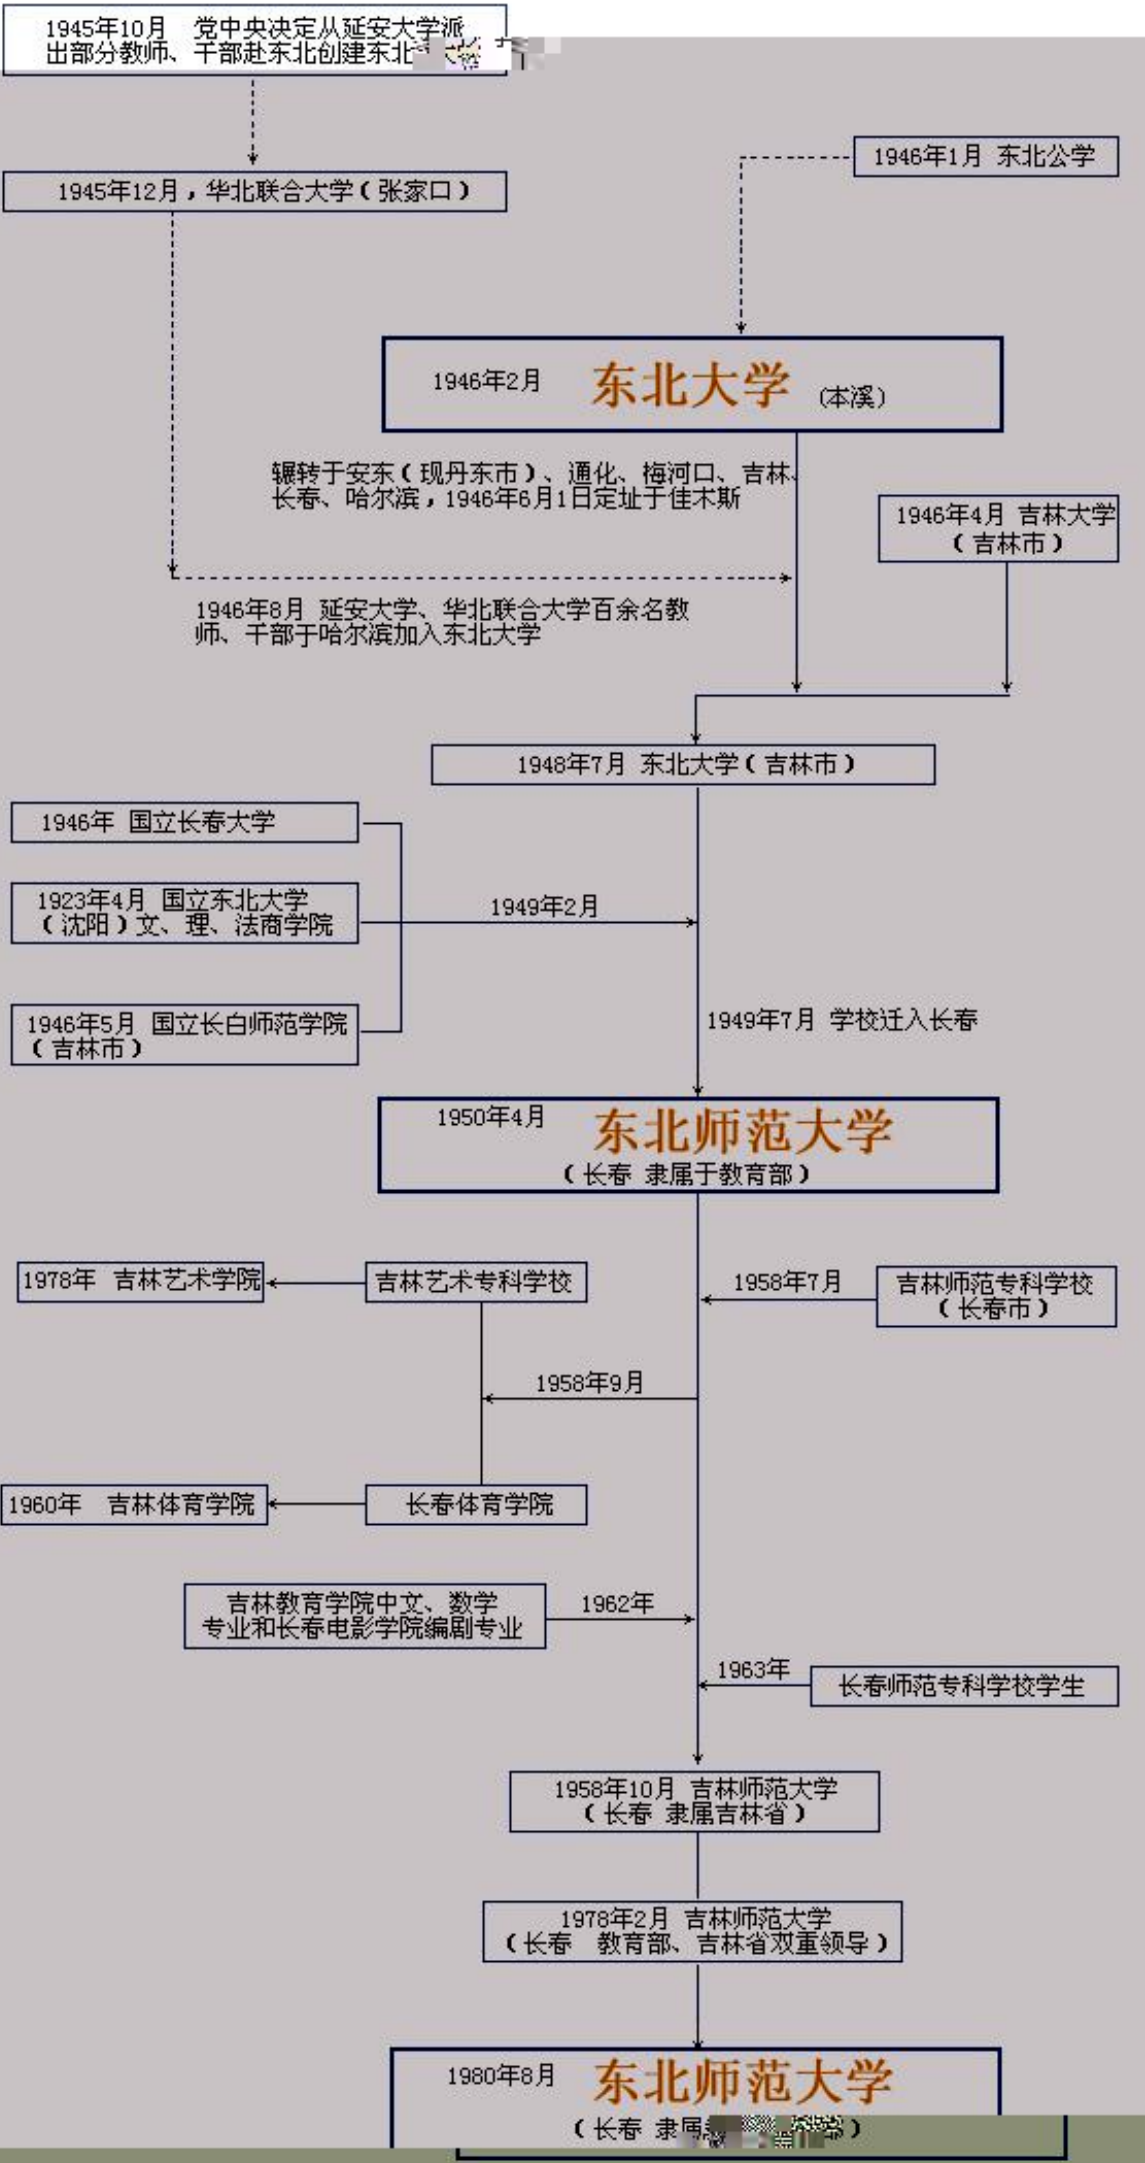 1945年10月 党中央决定从延安大学派
出部分教师、干部赴东北创建东北
1946年1月 东北公学
1945年12月，华北联合大学（张家口）
1946年2月 东北大学 (本溪)
辗转于安东（现丹东市）、通化、梅河口、吉林、
长春、哈尔滨，1946年6月1日定址于佳木斯
1946年4月 吉林大学
（吉林市）
1946年8月 延安大学、华北联合大学百余名教
师、干部于哈尔滨加入东北大学
1948年7月 东北大学（吉林市）
1946年 国立长春大学
1923年4月 国立东北大学
（沈阳）文、理、法商学院
1949年2月
1946年5月 国立长白师范学院
（吉林市）
1949年7月 学校迁入长春
1950年4月 东北师范大学
（长春 隶属于教育部）
1978年 吉林艺术学院
吉林艺术专科学校
1958年7月
吉林师范专科学校
（长春市）
1958年9月
1960年 吉林体育学院
长春体育学院
吉林教育学院中文、数学
专业和长春电影学院编剧专业
1962年
1963年
长春师范专科学校学生
1958年10月 吉林师范大学
（长春 隶属吉林省）
1978年2月 吉林师范大学
（长春 教育部、吉林省双重领导）
1980年8月 东北师范大学
（长春 隶属